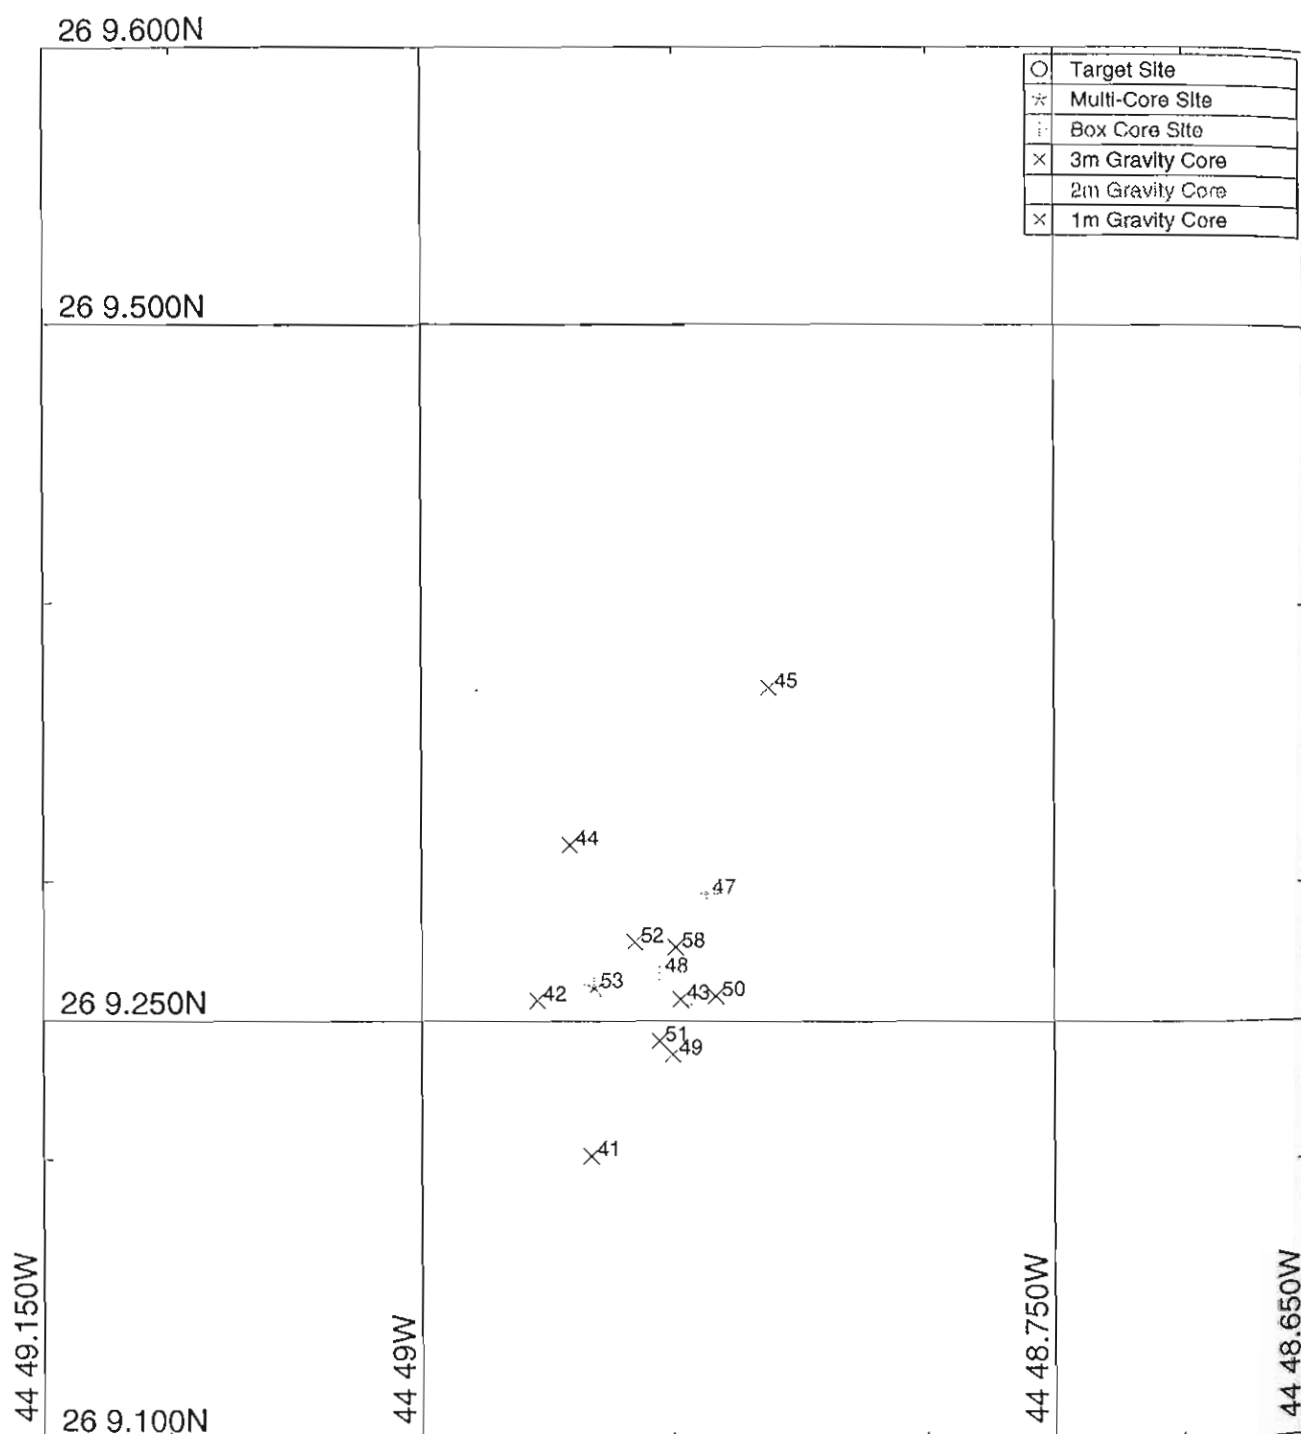 26 9.600N
Target Site
Multi-Core Site
Box Core Site
3m Gravity Core
2m Gravity Core
1m Gravity Core
26 9.500N
45
44
47
52
58
48
53
42
43
50
26 9.250N
51
49
41
44 49.150W
44 49W
44 48.750W
44 48.650W
26 9.100N